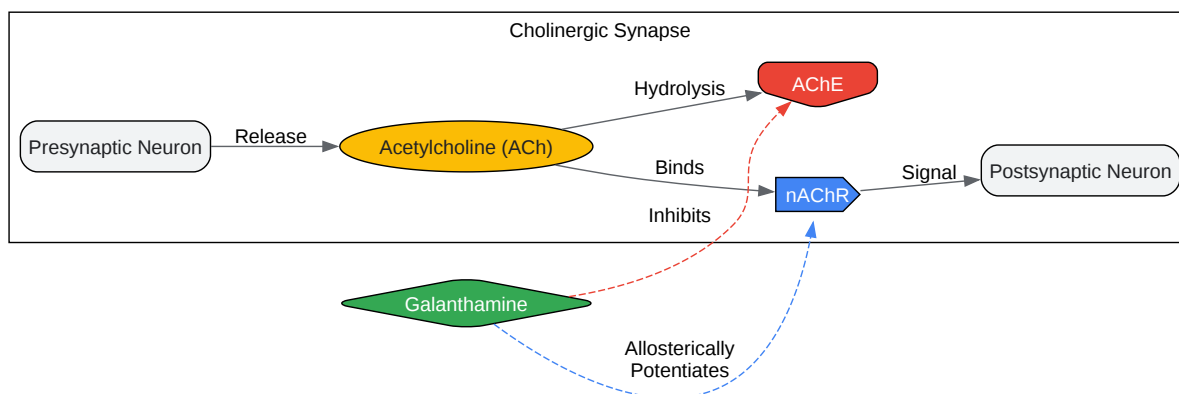 Cholinergic Synapse
AChE
Hydrolysis
Presynaptic Neuron
Release
Acetylcholine (ACh)
Binds
nAChR
Signal
Postsynaptic Neuron
Inhibits
Galanthamine
Allosterically
Potentiates